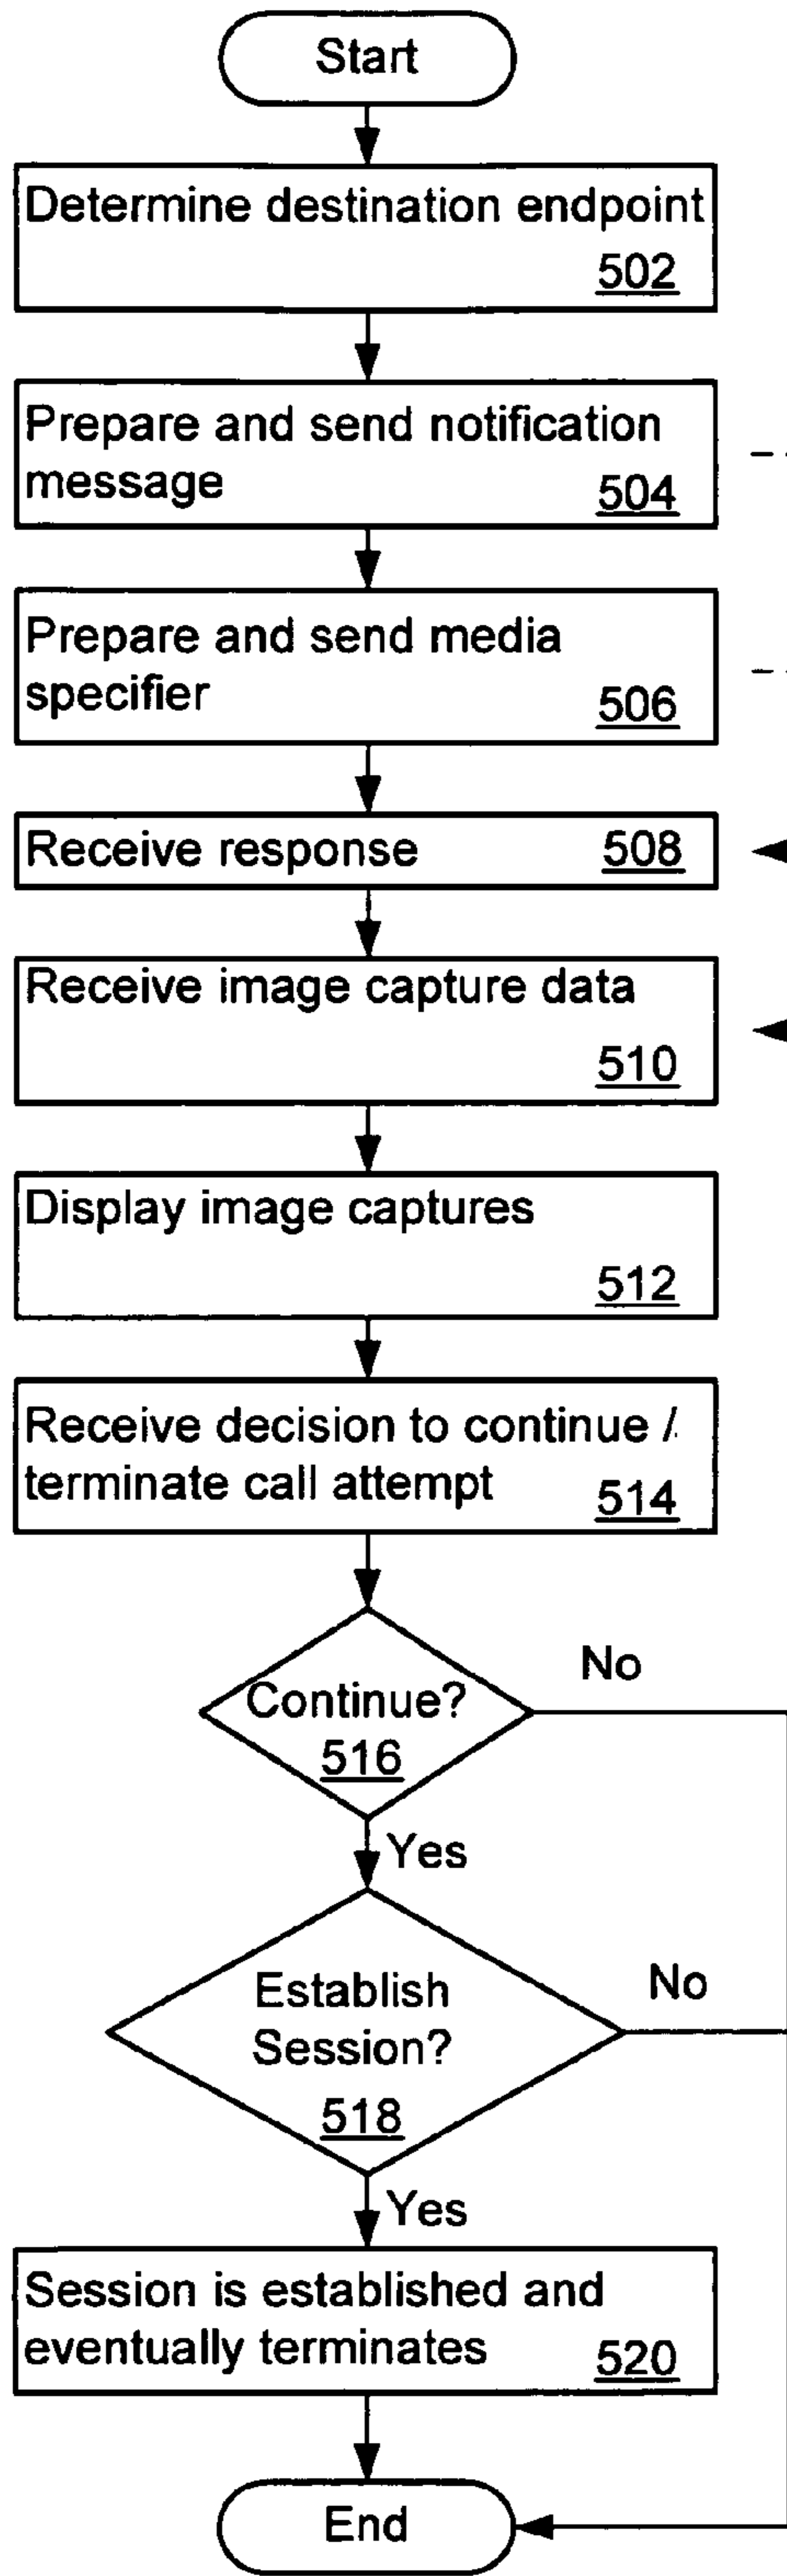 Start
Determine destination endpoint
502
Prepare and send notification
message
504
Prepare and send media
specifier
506
Receive response 508
Receive image capture data
510
Display image captures
512
Receive decision to continue /
terminate call attempt
514
Continue?
516
No
Yes
Establish
Session?
518
No
Yes
Session is established and
eventually terminates
520
End